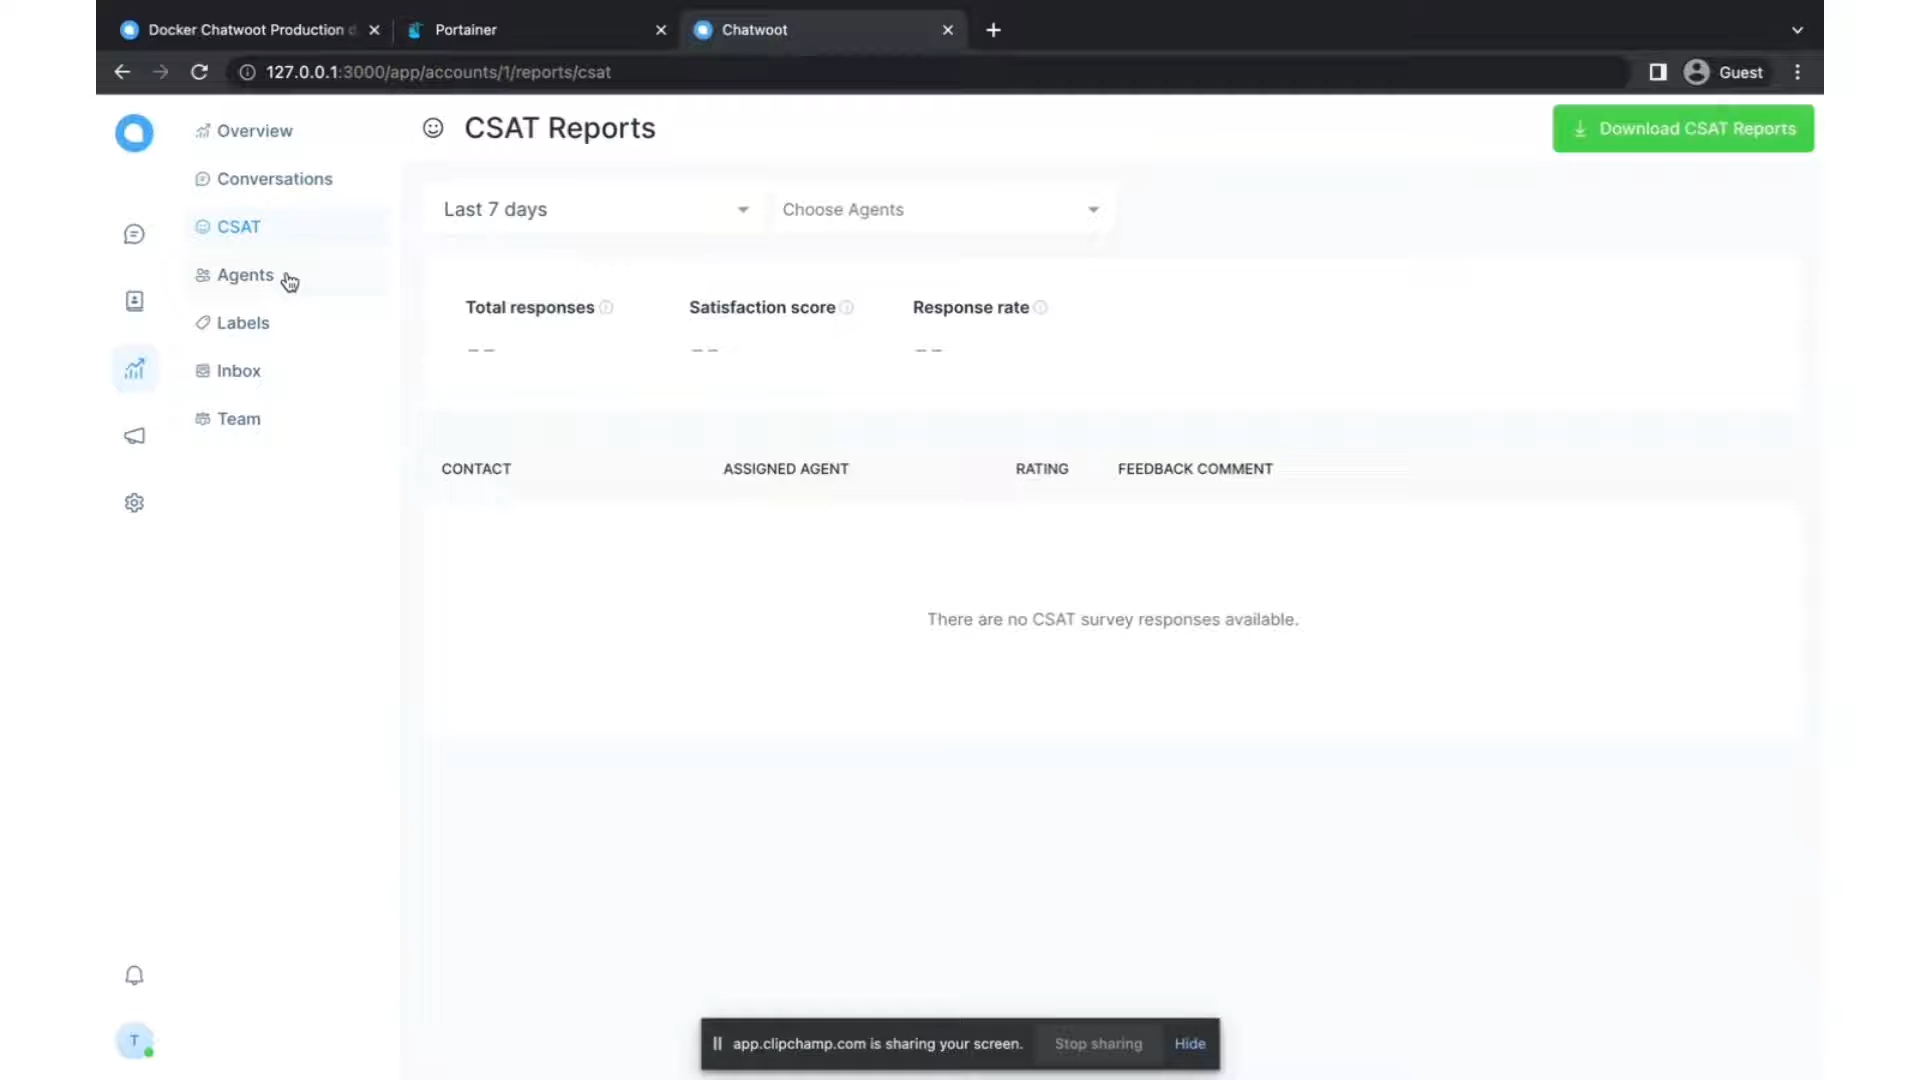 Docker Chatwoot Production
Portainer
Chatwoot
127.0.0.1:3000/app/accounts/1/reports/csat
Guest
Overview
Conversations
CSAT
Agents
Labels
Inbox
Team
CSAT Reports
Download CSAT Reports
Last 7 days
Choose Agents
Total responses
Satisfaction score
Response rate
--
--
--
CONTACT
ASSIGNED AGENT
RATING
FEEDBACK COMMENT
There are no CSAT survey responses available.
T
app.clipchamp.com is sharing your screen.
Stop sharing
Hide